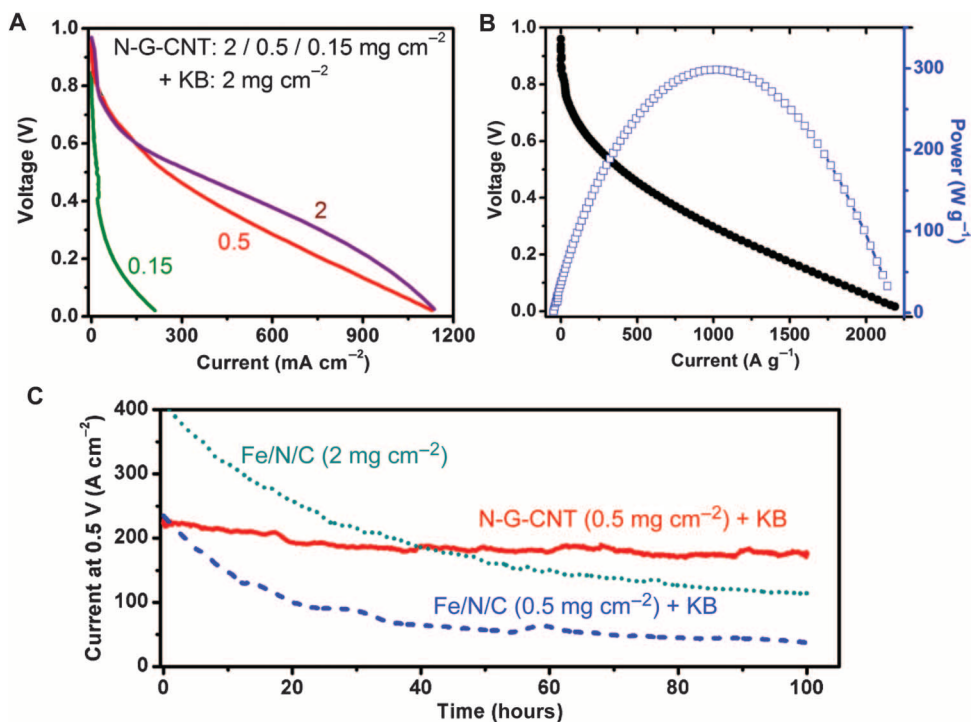 A
N-G-CNT: 2 / 0.5 / 0.15 mg cm⁻²
+ KB: 2 mg cm⁻²
1.0
0.8
0.6
0.4
0.2
0.0
Voltage (V)
2
0.5
0.15
0
300
600
900
1200
Current (mA cm⁻²)
B
1.0
0.8
0.6
0.4
0.2
0.0
Voltage (V)
300
200
100
0
Power (W g⁻¹)
0
500
1000
1500
2000
Current (A g⁻¹)
C
400
300
200
100
0
Current at 0.5 V (A cm⁻²)
Fe/N/C (2 mg cm⁻²)
N-G-CNT (0.5 mg cm⁻²) + KB
Fe/N/C (0.5 mg cm⁻²) + KB
0
20
40
60
80
100
Time (hours)